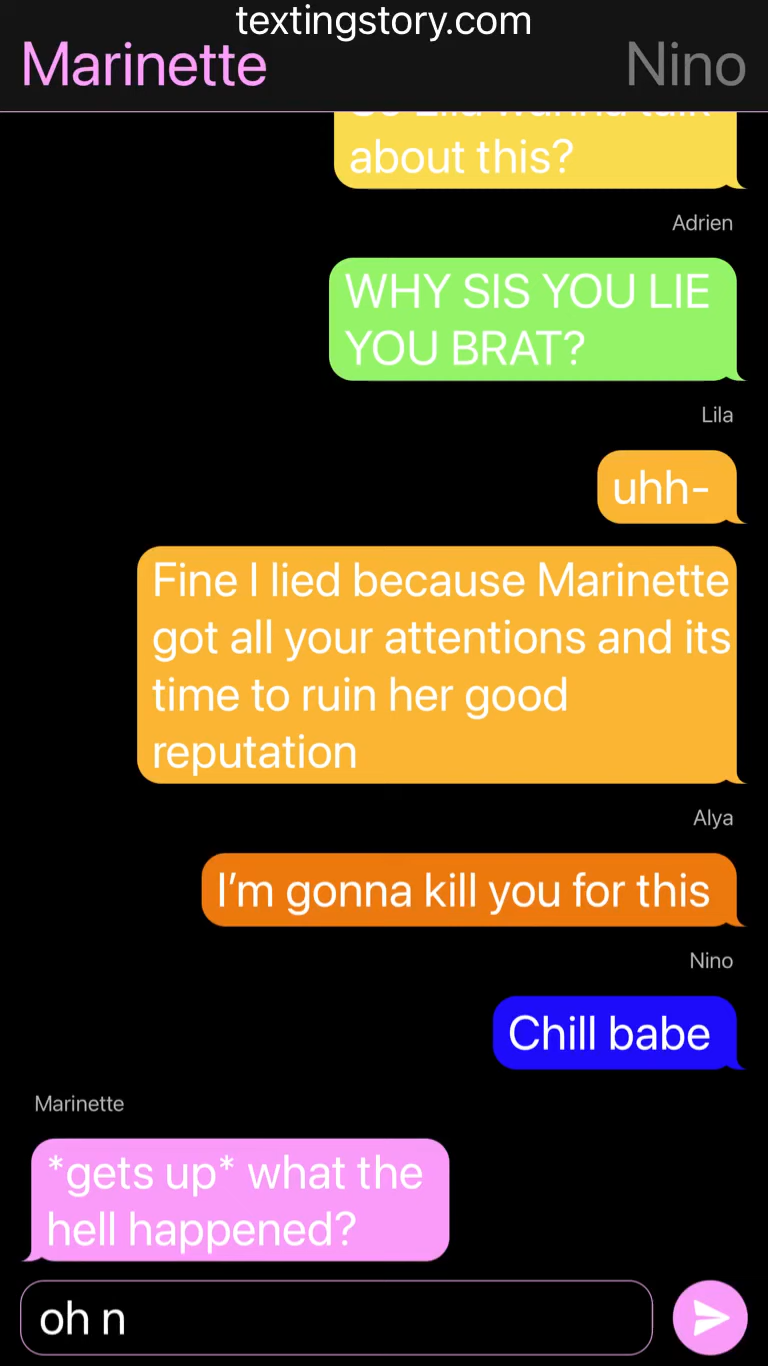 textingstory.com
Marinette
Nino
about this?
Adrien
WHY SIS YOU LIE
YOU BRAT?
Lila
uhh-
Fine I lied because Marinette
got all your attentions and its
time to ruin her good
reputation
Alya
I’m gonna kill you for this
Nino
Chill babe
Marinette
*gets up* what the
hell happened?
oh n